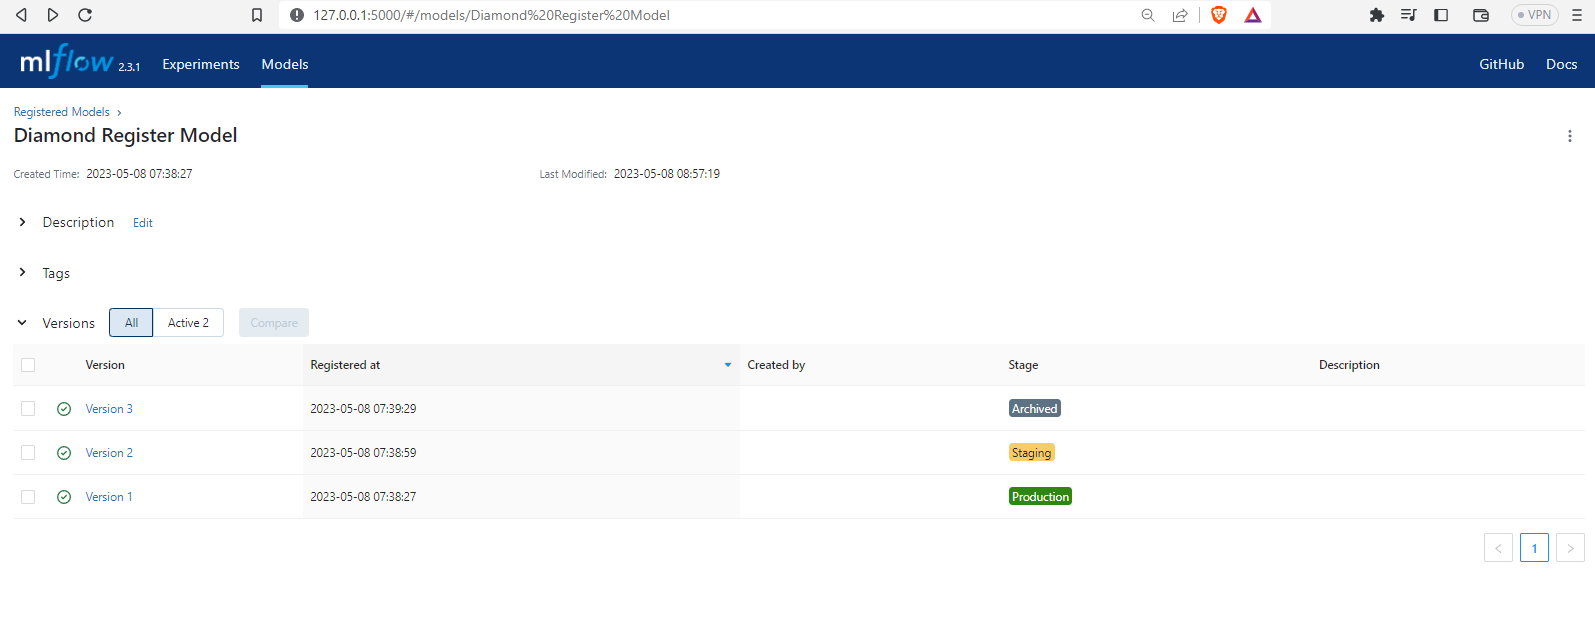 127.0.0.1:5000/#/models/Diamond%20Register%20Model
VPN
mlflow 2.3.1 Experiments Models GitHub Docs
Registered Models >
Diamond Register Model
Created Time: 2023-05-08 07:38:27 Last Modified: 2023-05-08 08:57:19
Description Edit
Tags
Versions All Active 2 Compare
Version Registered at Created by Stage Description
Version 3 2023-05-08 07:39:29 Archived
Version 2 2023-05-08 07:38:59 Staging
Version 1 2023-05-08 07:38:27 Production
< 1 >